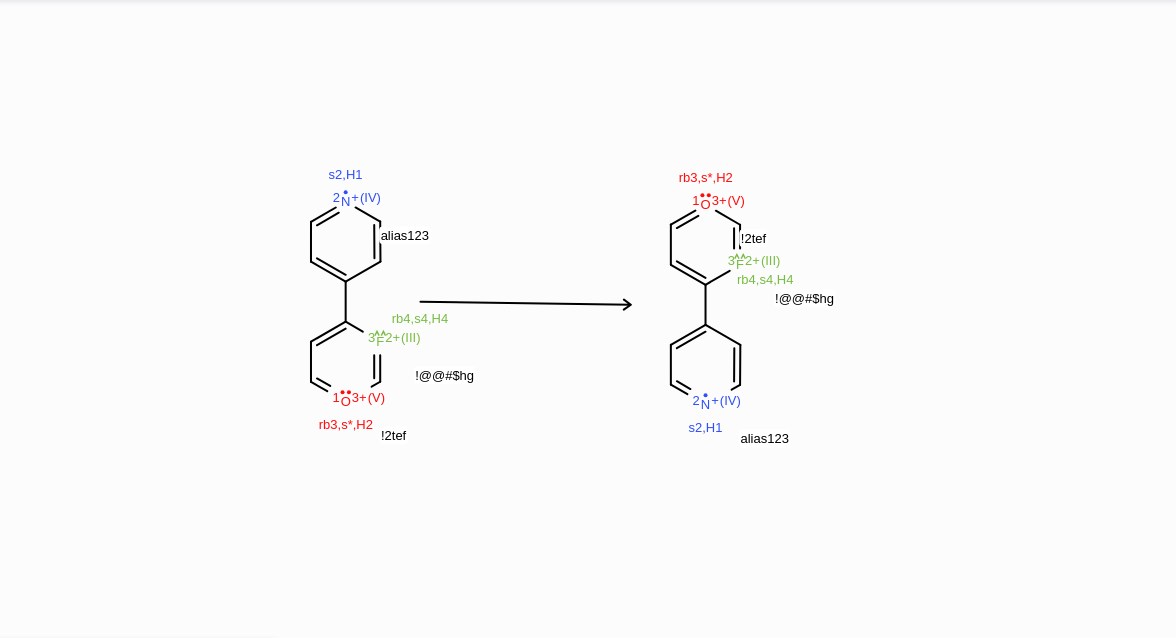 s2,H1
2N+(IV)
alias123
rb4,s4,H4
3F2+(III)
!@@#$hg
1O3+(V)
rb3,s*,H2
!2tef
rb3,s*,H2
1O3+(V)
!2tef
3F2+(III)
rb4,s4,H4
!@@#$hg
2N+(IV)
s2,H1
alias123